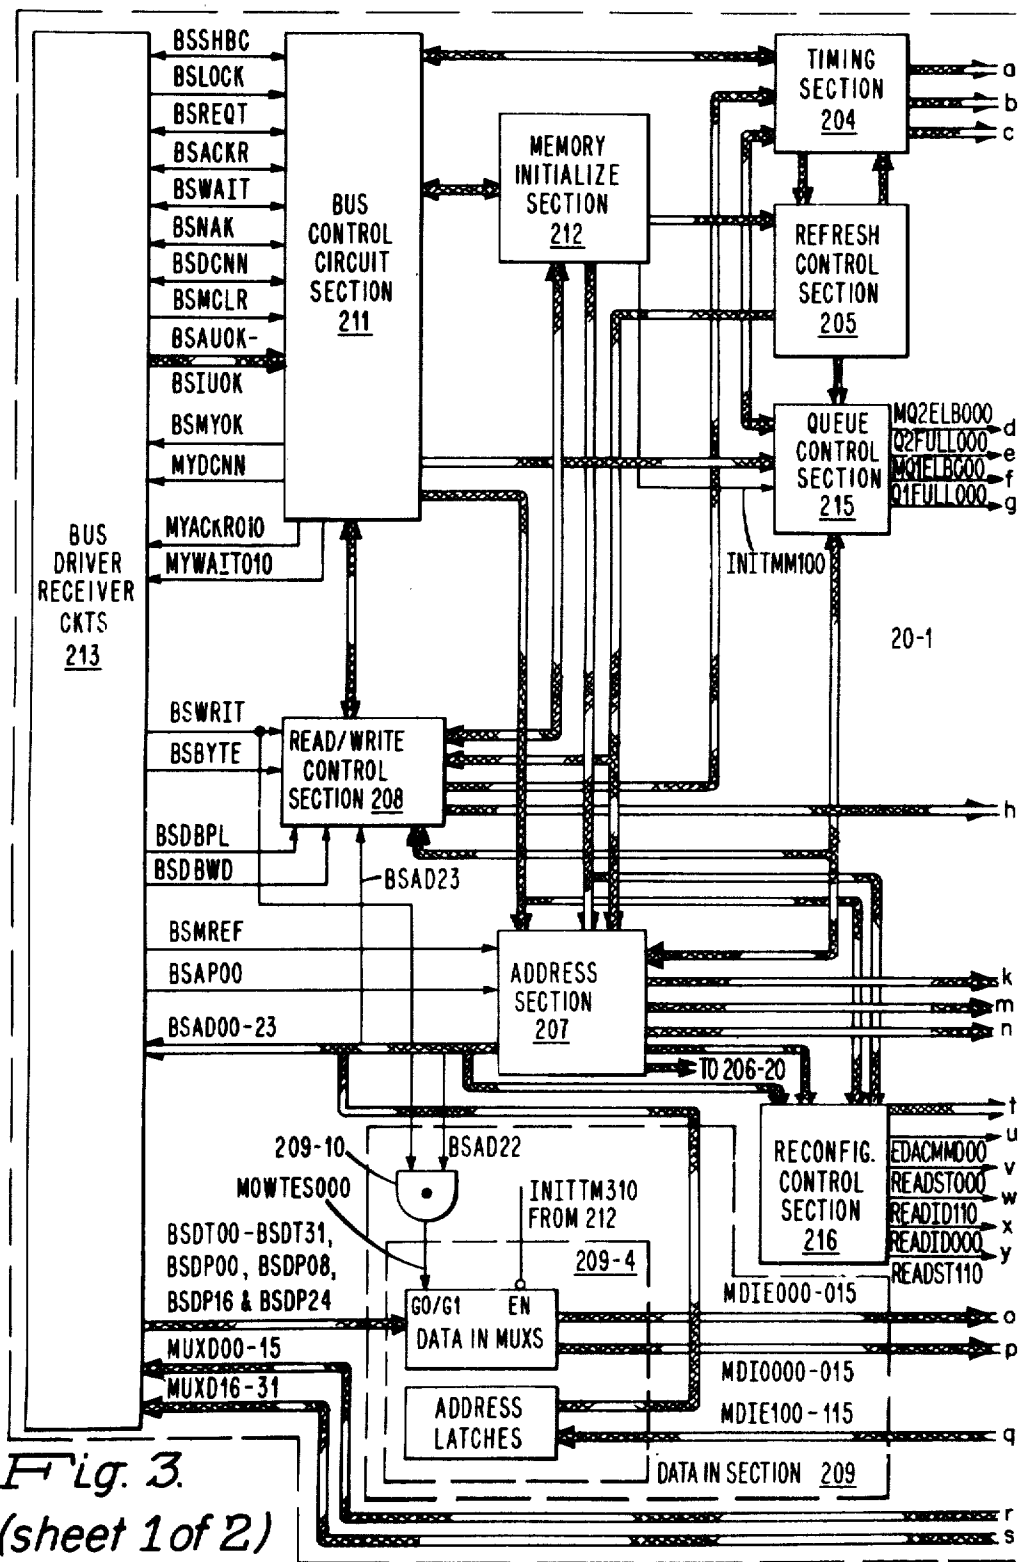 BSSHBC
BSLOCK
BSREQT
BSACKR
BSWAIT
BSNAK
BSDCNN
BSMCLR
BSAUOK-
BSIUOK
BSMYOK
MYDCNN
MYACKR010
MYWAIT010
BUS
DRIVER
RECEIVER
CKTS
213
BUS
CONTROL
CIRCUIT
SECTION
211
MEMORY
INITIALIZE
SECTION
212
TIMING
SECTION
204
a
b
c
REFRESH
CONTROL
SECTION
205
QUEUE
CONTROL
SECTION
215
MQ2ELB000
d
Q2FULL000
e
MQ1ELB000
f
Q1FULL000
g
INITMM100
20-1
BSWRIT
BSBYTE
READ/WRITE
CONTROL
SECTION 208
h
BSDBPL
BSDBWD
BSAD23
BSMREF
BSAP00
BSAD00-23
ADDRESS
SECTION
207
k
m
n
TO 206-20
RECONFIG.
CONTROL
SECTION
216
t
u
EDACMM000
v
READST000
w
READID110
x
READID000
y
READST110
209-10
BSAD22
MOWTES000
INITTM310
FROM 212
BSDT00-BSDT31,
BSDP00, BSDP08,
BSDP16 & BSDP24
209-4
G0/G1 EN
DATA IN MUXS
MDIE000-015
o
p
MDIO000-015
MUXD00-15
MUXD16-31
ADDRESS
LATCHES
MDIE100-115
q
DATA IN SECTION 209
r
s
Fig. 3.
(sheet 1 of 2)